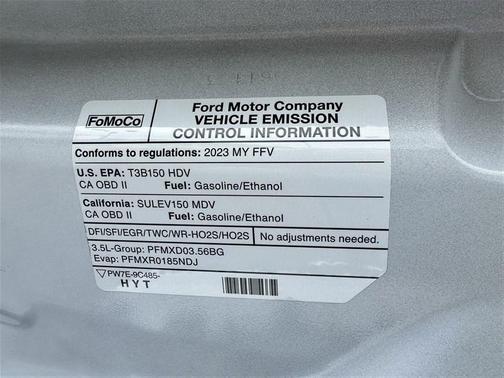 FoMoCo
Ford Motor Company
VEHICLE EMISSION
CONTROL INFORMATION
Conforms to regulations: 2023 MY FFV
U.S. EPA: T3B150 HDV
CA OBD II Fuel: Gasoline/Ethanol
California: SULEV150 MDV
CA OBD II Fuel: Gasoline/Ethanol
DFI/SFI/EGR/TWC/WR-HO2S/HO2S No adjustments needed.
3.5L-Group: PFMXD03.56BG
Evap: PFMXR0185NDJ
PW7E-9C485-
HYT